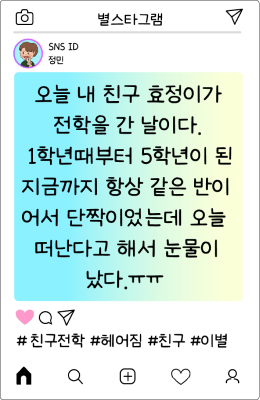 별스타그램
SNS ID
정민
오늘 내 친구 효정이가
전학을 간 날이다.
1학년때부터 5학년이 된
지금까지 항상 같은 반이
어서 단짝이었는데 오늘
떠난다고 해서 눈물이
났다.ㅠㅠ
# 친구전학 #헤어짐 #친구 #이별